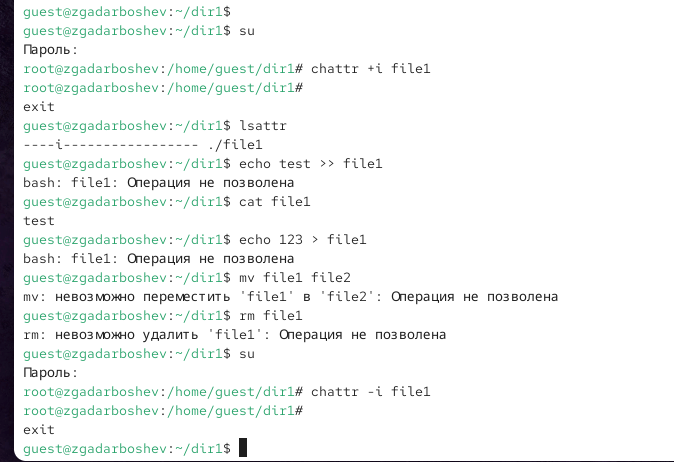 guest@zgadarboshev:~/dir1$
guest@zgadarboshev:~/dir1$ su
Пароль:
root@zgadarboshev:/home/guest/dir1# chattr +i file1
root@zgadarboshev:/home/guest/dir1#
exit
guest@zgadarboshev:~/dir1$ lsattr
----i----------------- ./file1
guest@zgadarboshev:~/dir1$ echo test >> file1
bash: file1: Операция не позволена
guest@zgadarboshev:~/dir1$ cat file1
test
guest@zgadarboshev:~/dir1$ echo 123 > file1
bash: file1: Операция не позволена
guest@zgadarboshev:~/dir1$ mv file1 file2
mv: невозможно переместить 'file1' в 'file2': Операция не позволена
guest@zgadarboshev:~/dir1$ rm file1
rm: невозможно удалить 'file1': Операция не позволена
guest@zgadarboshev:~/dir1$ su
Пароль:
root@zgadarboshev:/home/guest/dir1# chattr -i file1
root@zgadarboshev:/home/guest/dir1#
exit
guest@zgadarboshev:~/dir1$